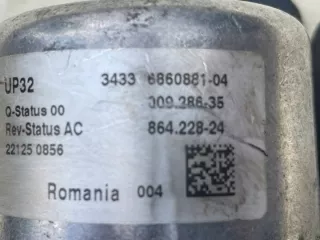 UP32 3433 6860881-04
Q-Status 00 309.286-35
Rev-Status AC 864.228-24
22125 0856
Romania 004